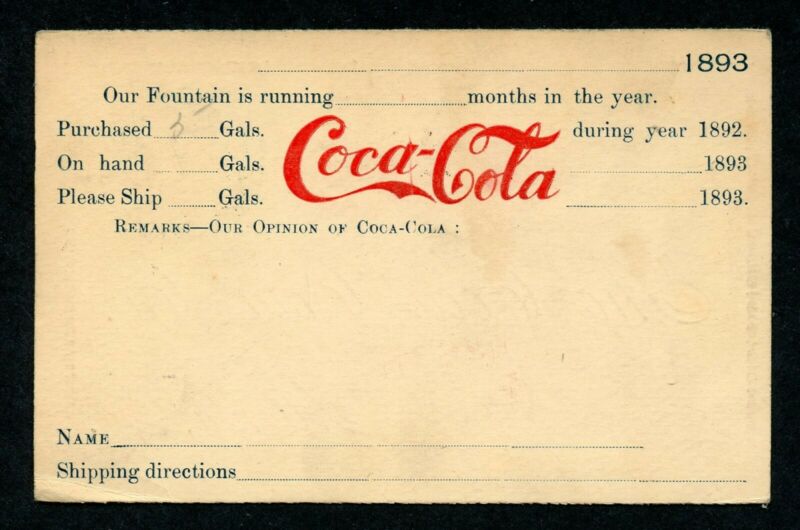 1893
Our Fountain is running months in the year.
Purchased 5 Gals. Coca-Cola during year 1892.
On hand Gals. 1893
Please Ship Gals. 1893.
Remarks—Our Opinion of Coca-Cola :
Name
Shipping directions